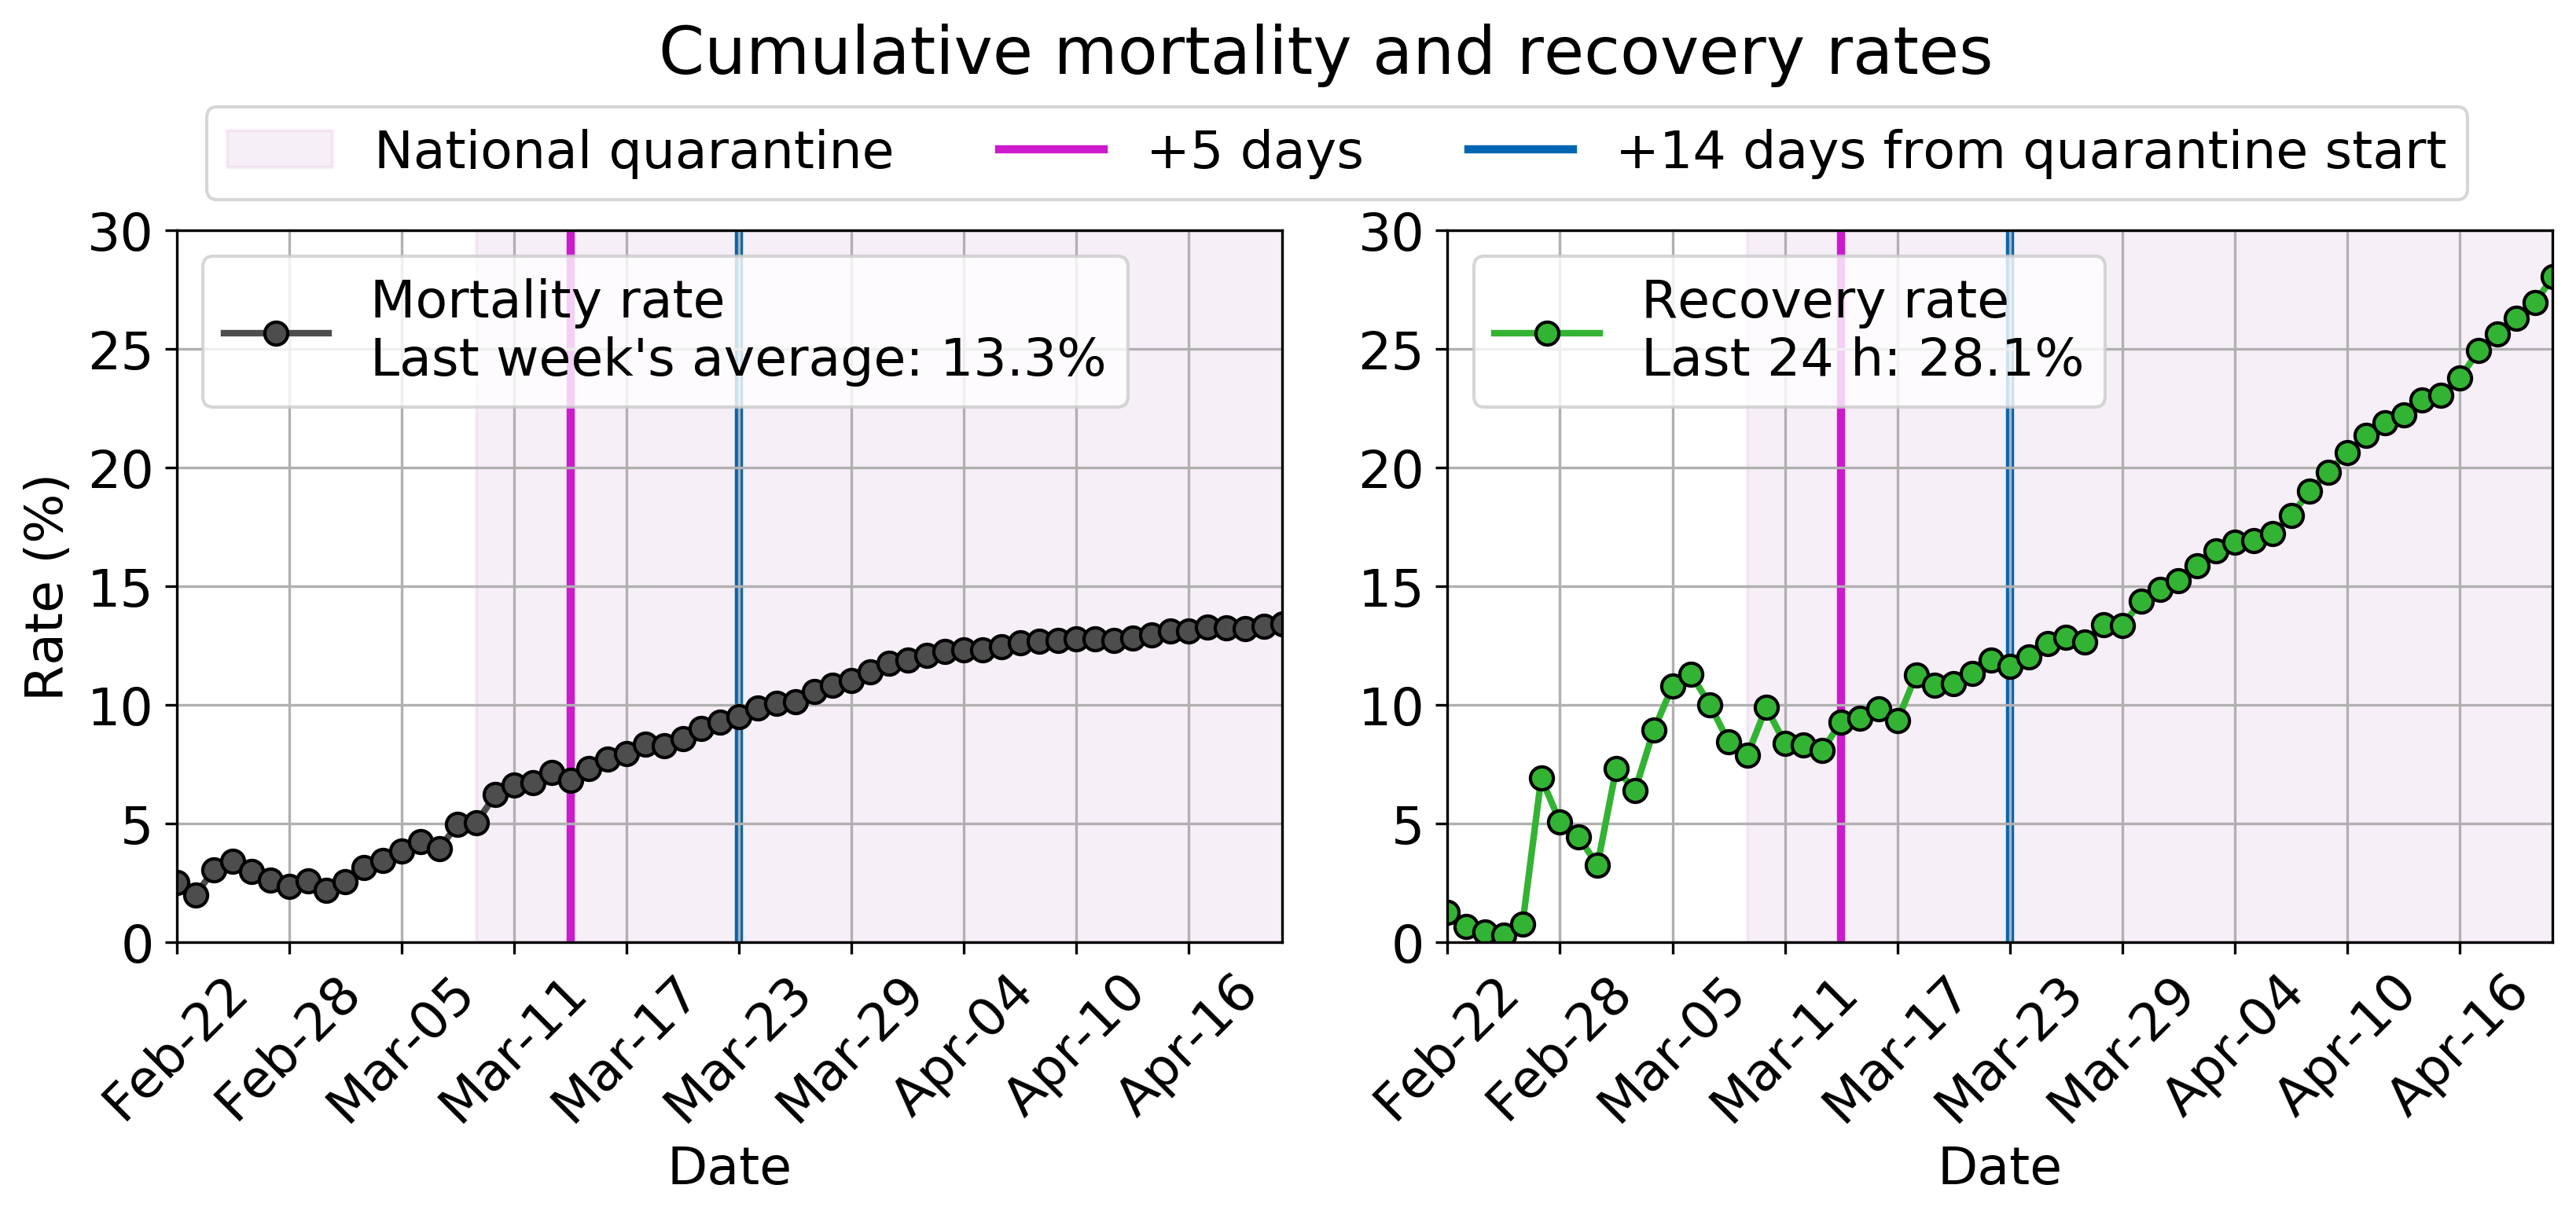 Cumulative mortality and recovery rates
National quarantine +5 days +14 days from quarantine start
Mortality rate
Last week's average: 13.3%
Rate (%)
30
25
20
15
10
5
0
Feb-22 Feb-28 Mar-05 Mar-11 Mar-17 Mar-23 Mar-29 Apr-04 Apr-10 Apr-16
Date
Recovery rate
Last 24 h: 28.1%
30
25
20
15
10
5
0
Feb-22 Feb-28 Mar-05 Mar-11 Mar-17 Mar-23 Mar-29 Apr-04 Apr-10 Apr-16
Date